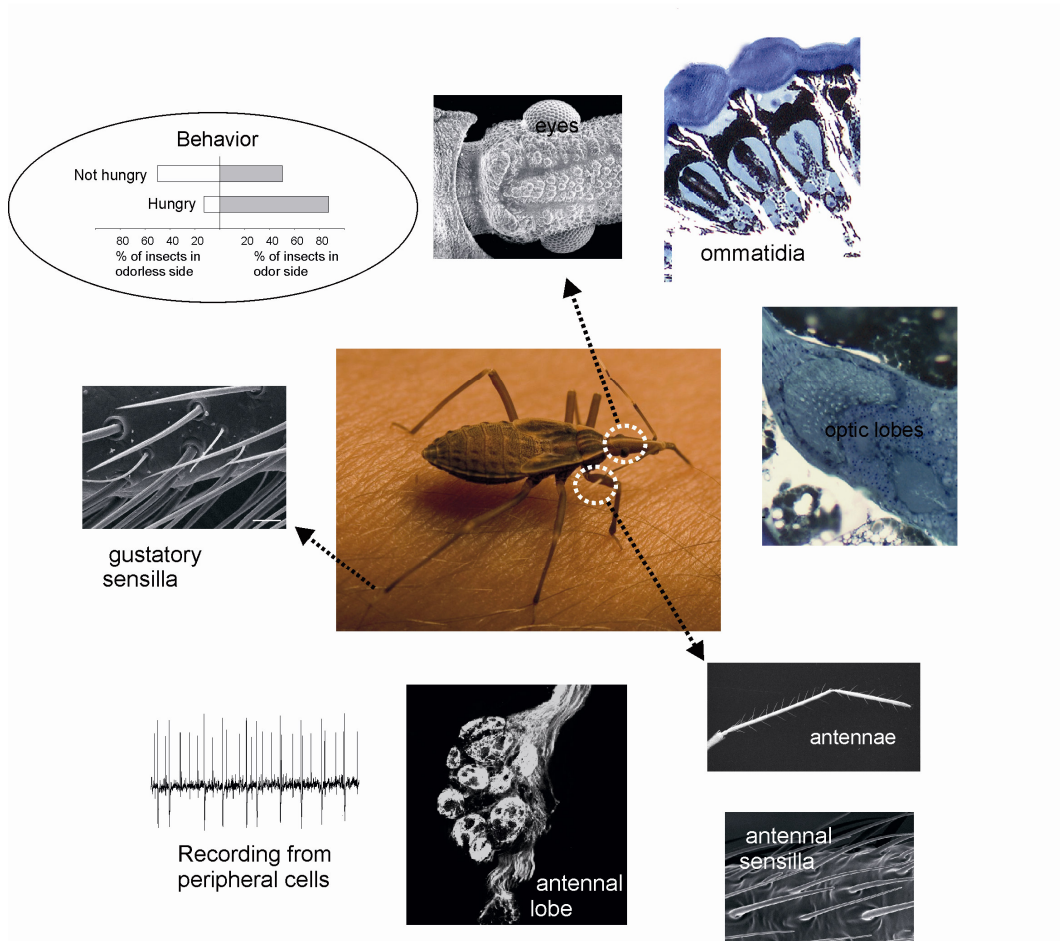 Behavior
Not hungry
Hungry
80 60 40 20 20 40 60 80
% of insects in
odorless side
% of insects in
odor side
eyes
ommatidia
optic lobes
gustatory
sensilla
antennae
antennal
sensilla
antennal
lobe
Recording from
peripheral cells